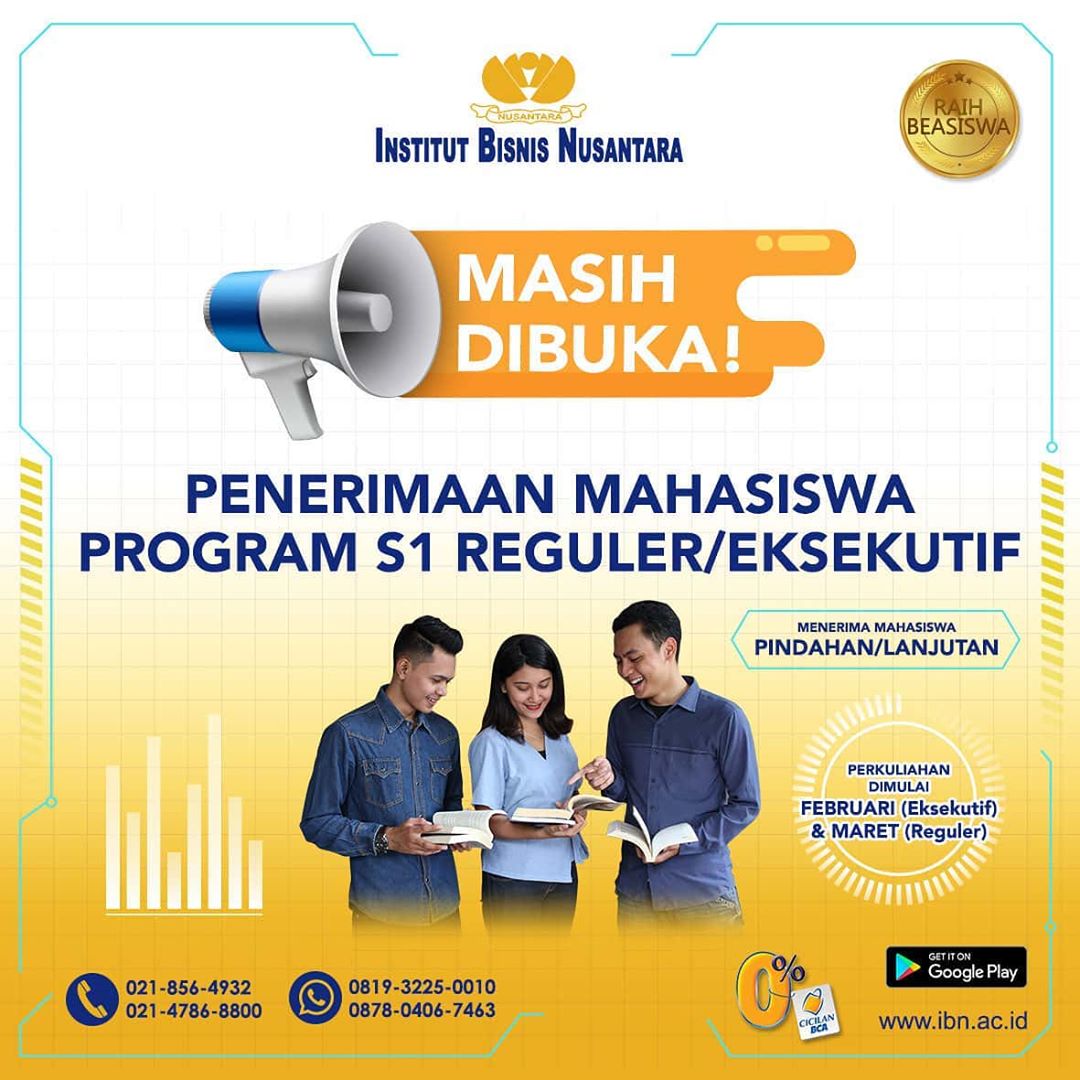 NUSANTARA
INSTITUT BISNIS NUSANTARA
RAIH
BEASISWA
MASIH
DIBUKA!
PENERIMAAN MAHASISWA
PROGRAM S1 REGULER/EKSEKUTIF
MENERIMA MAHASISWA
PINDAHAN/LANJUTAN
PERKULIAHAN
DIMULAI
FEBRUARI (Eksekutif)
& MARET (Reguler)
021-856-4932
021-4786-8800
0819-3225-0010
0878-0406-7463
0%
CICILAN
BCA
GET IT ON
Google Play
www.ibn.ac.id